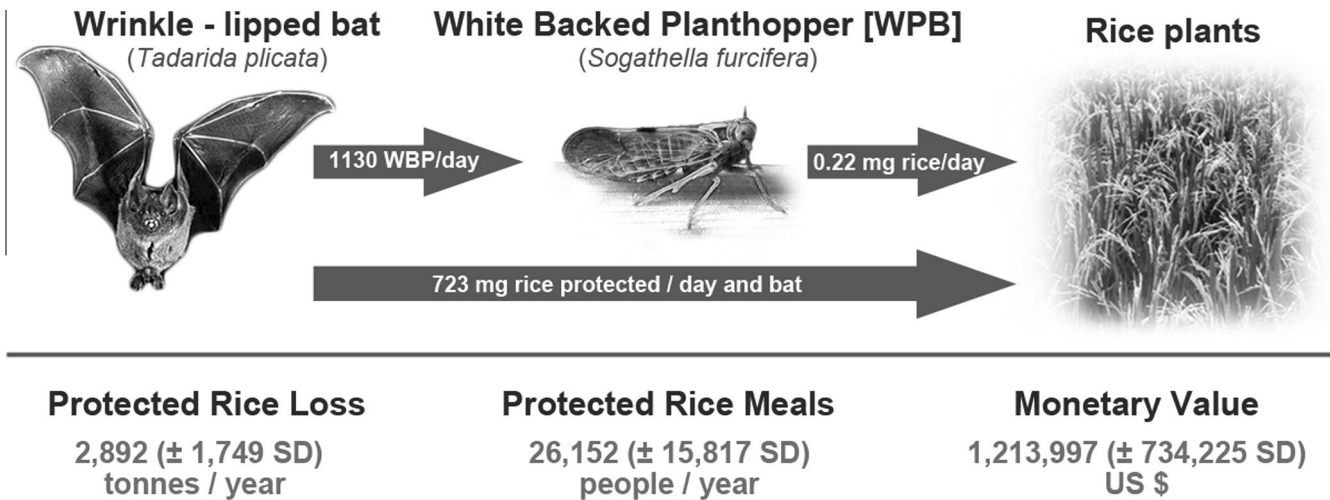 Wrinkle - lipped bat
(Tadarida plicata)
White Backed Planthopper [WPB]
(Sogathella furcifera)
Rice plants
1130 WBP/day
0.22 mg rice/day
723 mg rice protected / day and bat
Protected Rice Loss
2,892 (± 1,749 SD)
tonnes / year
Protected Rice Meals
26,152 (± 15,817 SD)
people / year
Monetary Value
1,213,997 (± 734,225 SD)
US $